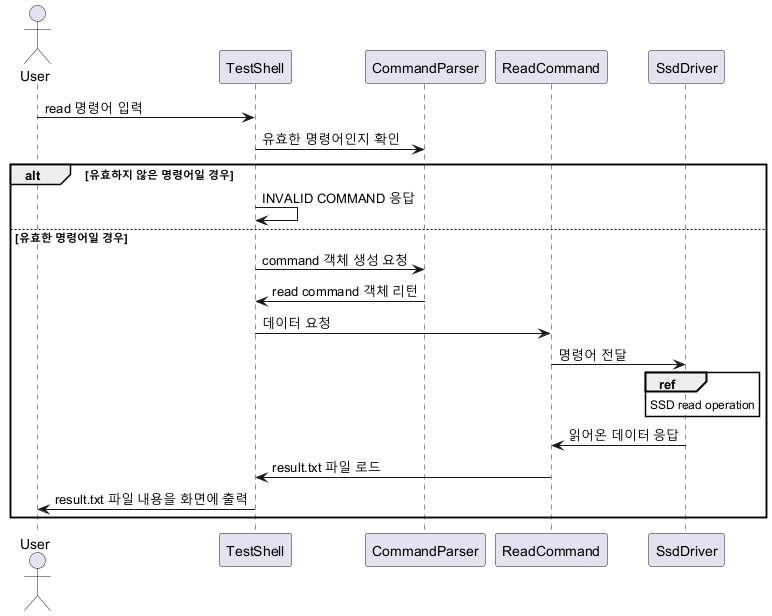 User
TestShell
CommandParser
ReadCommand
SsdDriver
read 명령어 입력
유효한 명령어인지 확인
alt
[유효하지 않은 명령어일 경우]
INVALID COMMAND 응답
[유효한 명령어일 경우]
command 객체 생성 요청
read command 객체 리턴
데이터 요청
명령어 전달
ref
SSD read operation
읽어온 데이터 응답
result.txt 파일 로드
result.txt 파일 내용을 화면에 출력
User
TestShell
CommandParser
ReadCommand
SsdDriver